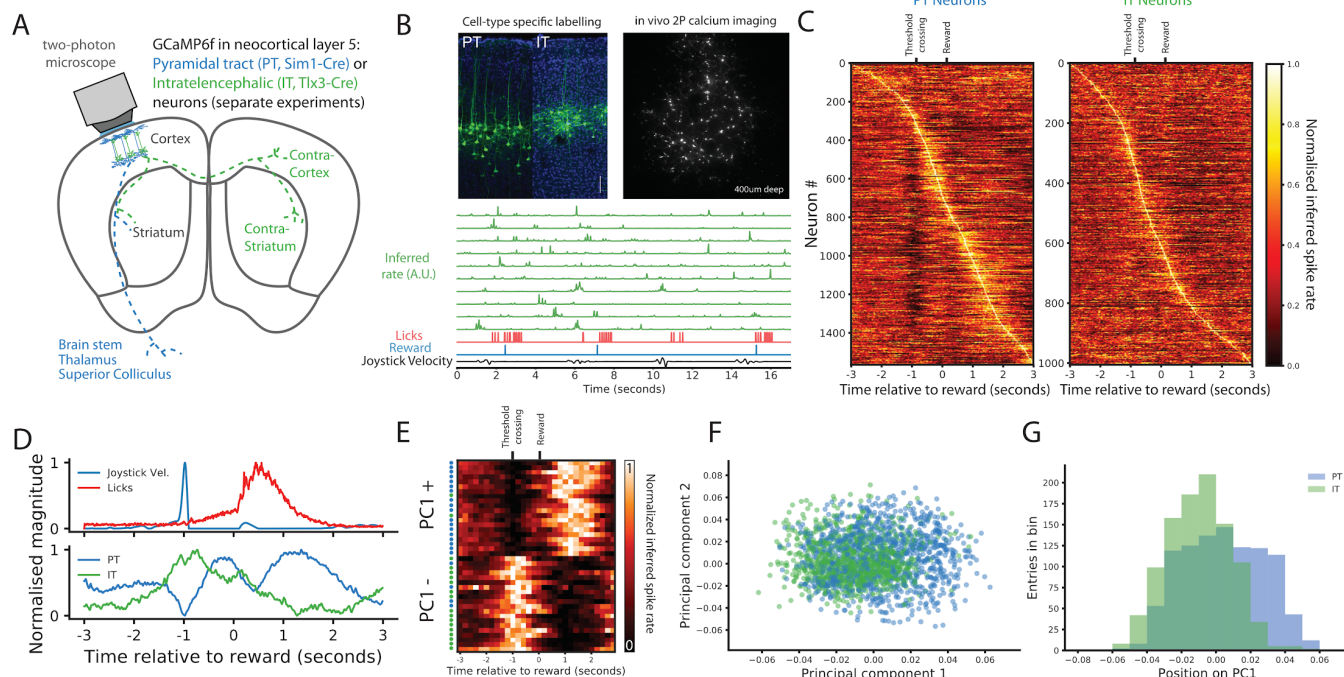 PT Neurons
IT Neurons
A
two-photon
microscope
GCaMP6f in neocortical layer 5:
Pyramidal tract (PT, Sim1-Cre) or
Intratelencephalic (IT, Tlx3-Cre)
neurons (separate experiments)
Cortex
Contra-
Cortex
Striatum
Contra-
Striatum
Brain stem
Thalamus
Superior Colliculus
B
Cell-type specific labelling
in vivo 2P calcium imaging
PT
IT
400um deep
Inferred
rate (A.U.)
Licks
Reward
Joystick Velocity
0 2 4 6 8 10 12 14 16
Time (seconds)
C
Threshold
crossing
Reward
Threshold
crossing
Reward
Neuron #
0
200
400
600
800
1000
1200
1400
-3 -2 -1 0 1 2 3
Time relative to reward (seconds)
0
200
400
600
800
1000
-3 -2 -1 0 1 2 3
Time relative to reward (seconds)
1.0
0.8
0.6
0.4
0.2
0.0
Normalised inferred spike rate
D
Normalised magnitude
1
0
Joystick Vel.
Licks
1
0
PT
IT
-3 -2 -1 0 1 2 3
Time relative to reward (seconds)
E
Threshold
crossing
Reward
PC1 +
PC1 -
1
0
Normalized inferred spike rate
-3 -2 -1 0 1 2
Time relative to reward (seconds)
F
Principal component 2
0.08
0.06
0.04
0.02
0.00
−0.02
−0.04
−0.06
−0.06 −0.04 −0.02 0.00 0.02 0.04 0.06
Principal component 1
G
PT
IT
Entries in bin
200
175
150
125
100
75
50
25
0
−0.08 −0.06 −0.04 −0.02 0.00 0.02 0.04 0.06
Position on PC1